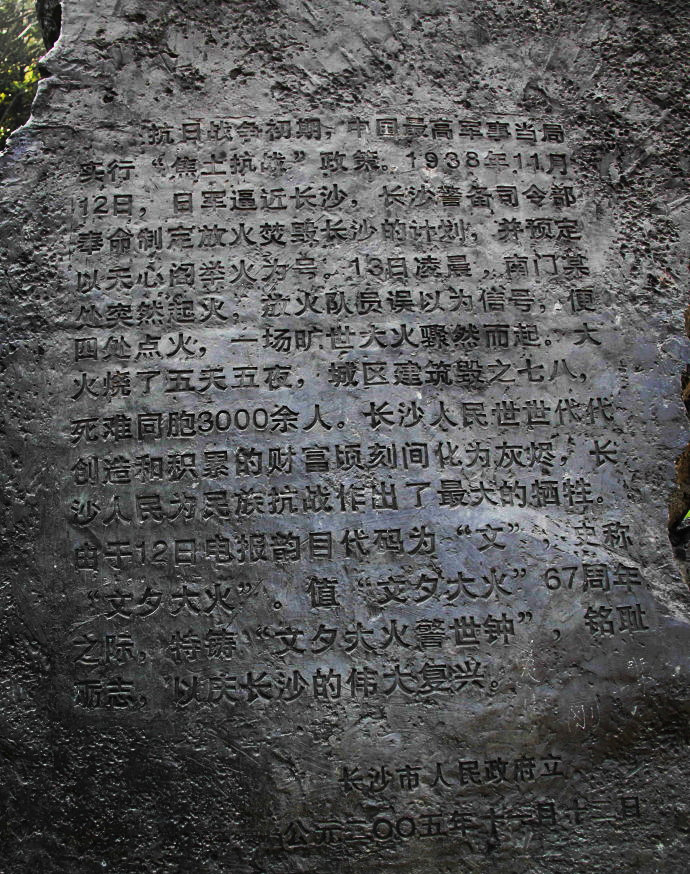 抗日战争初期，中国最高军事当局
实行“焦土抗战”政策。1938年11月
12日，日军逼近长沙，长沙警备司令部
奉命制定放火焚毁长沙的计划，并预定
以天心阁举火为号。13日凌晨，南门某
处突然起火，放火队员误以为信号，便
四处点火，一场旷世大火骤然而起。大
火烧了五天五夜，城区建筑毁之七八，
死难同胞3000余人。长沙人民世世代代
创造和积累的财富顷刻间化为灰烬，长
沙人民为民族抗战作出了最大的牺牲。
由于12日电报韵目代码为“文”，史称
“文夕大火”。值“文夕大火”67周年
之际，特铸“文夕大火警世钟”，铭耻
砺志，以庆长沙的伟大复兴。
刚
长沙市人民政府立
公元二〇〇五年十一月十二日